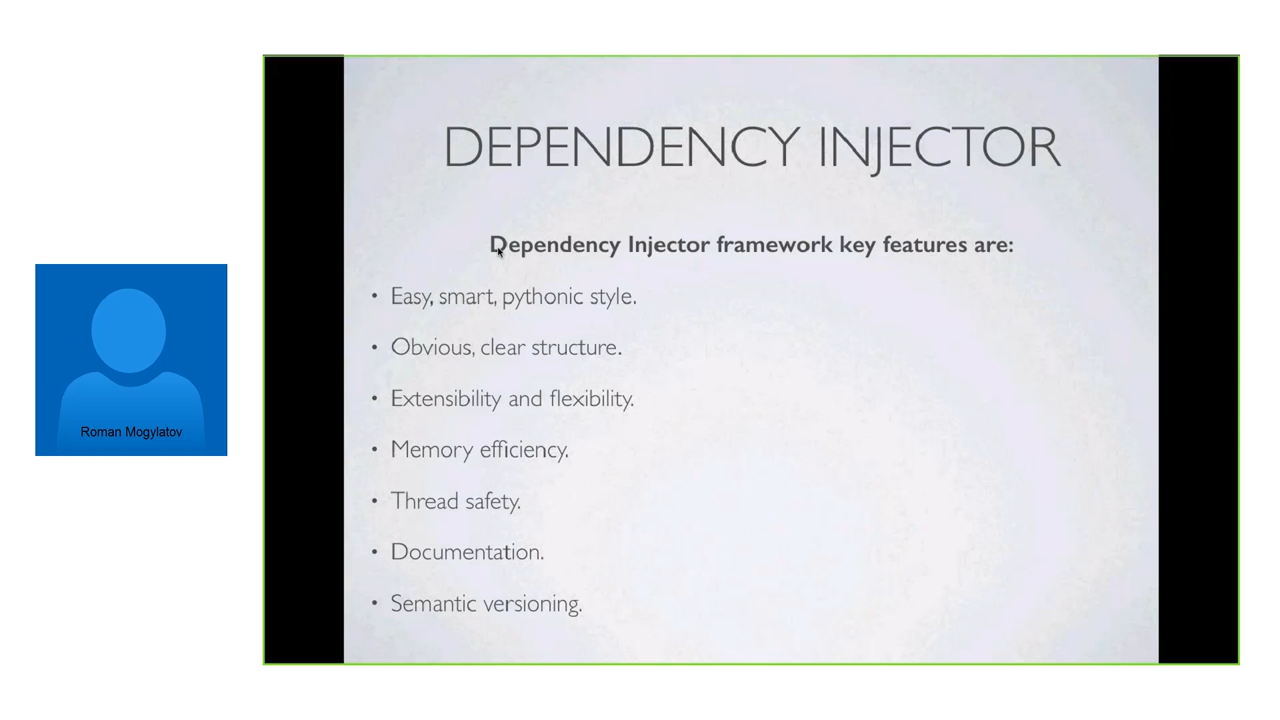 DEPENDENCY INJECTOR
Dependency Injector framework key features are:
• Easy, smart, pythonic style.
• Obvious, clear structure.
• Extensibility and flexibility.
• Memory efficiency.
• Thread safety.
• Documentation.
• Semantic versioning.
Roman Mogylatov